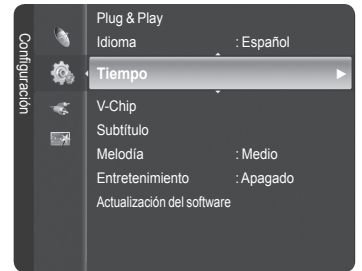 Configuración
Plug & Play
Idioma : Español
Tiempo
V-Chip
Subtítulo
Melodía : Medio
Entretenimiento : Apagado
Actualización del software